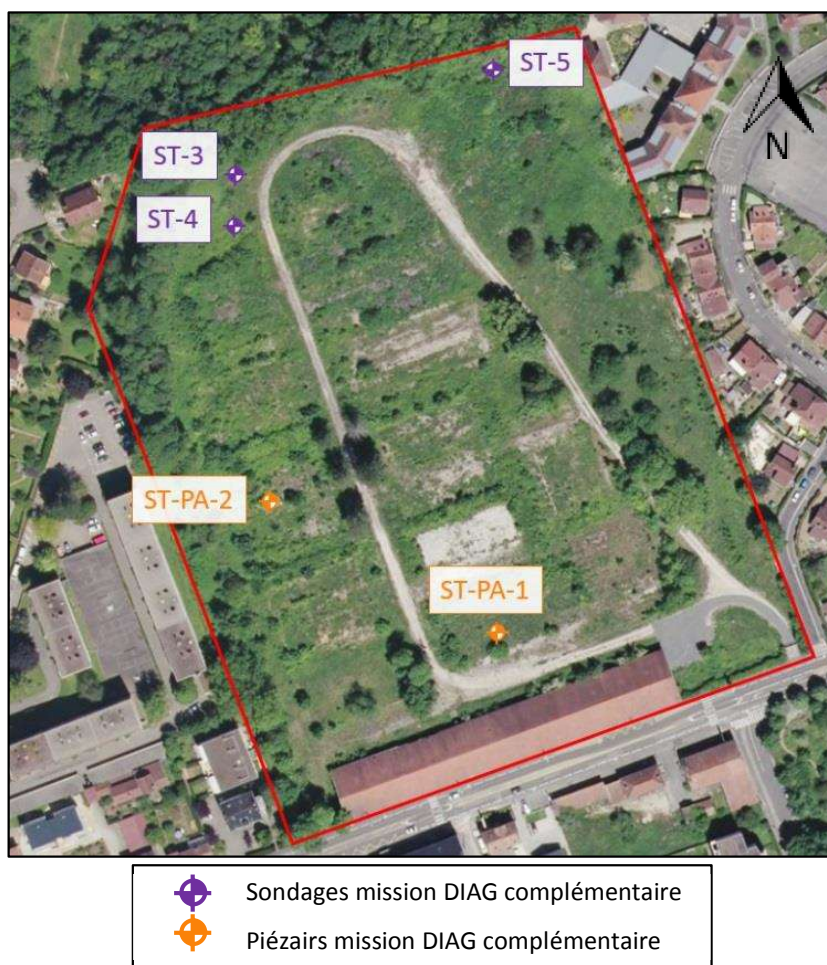 ST-5
N
ST-3
ST-4
ST-PA-2
ST-PA-1
Sondages mission DIAG complémentaire
Piézairs mission DIAG complémentaire